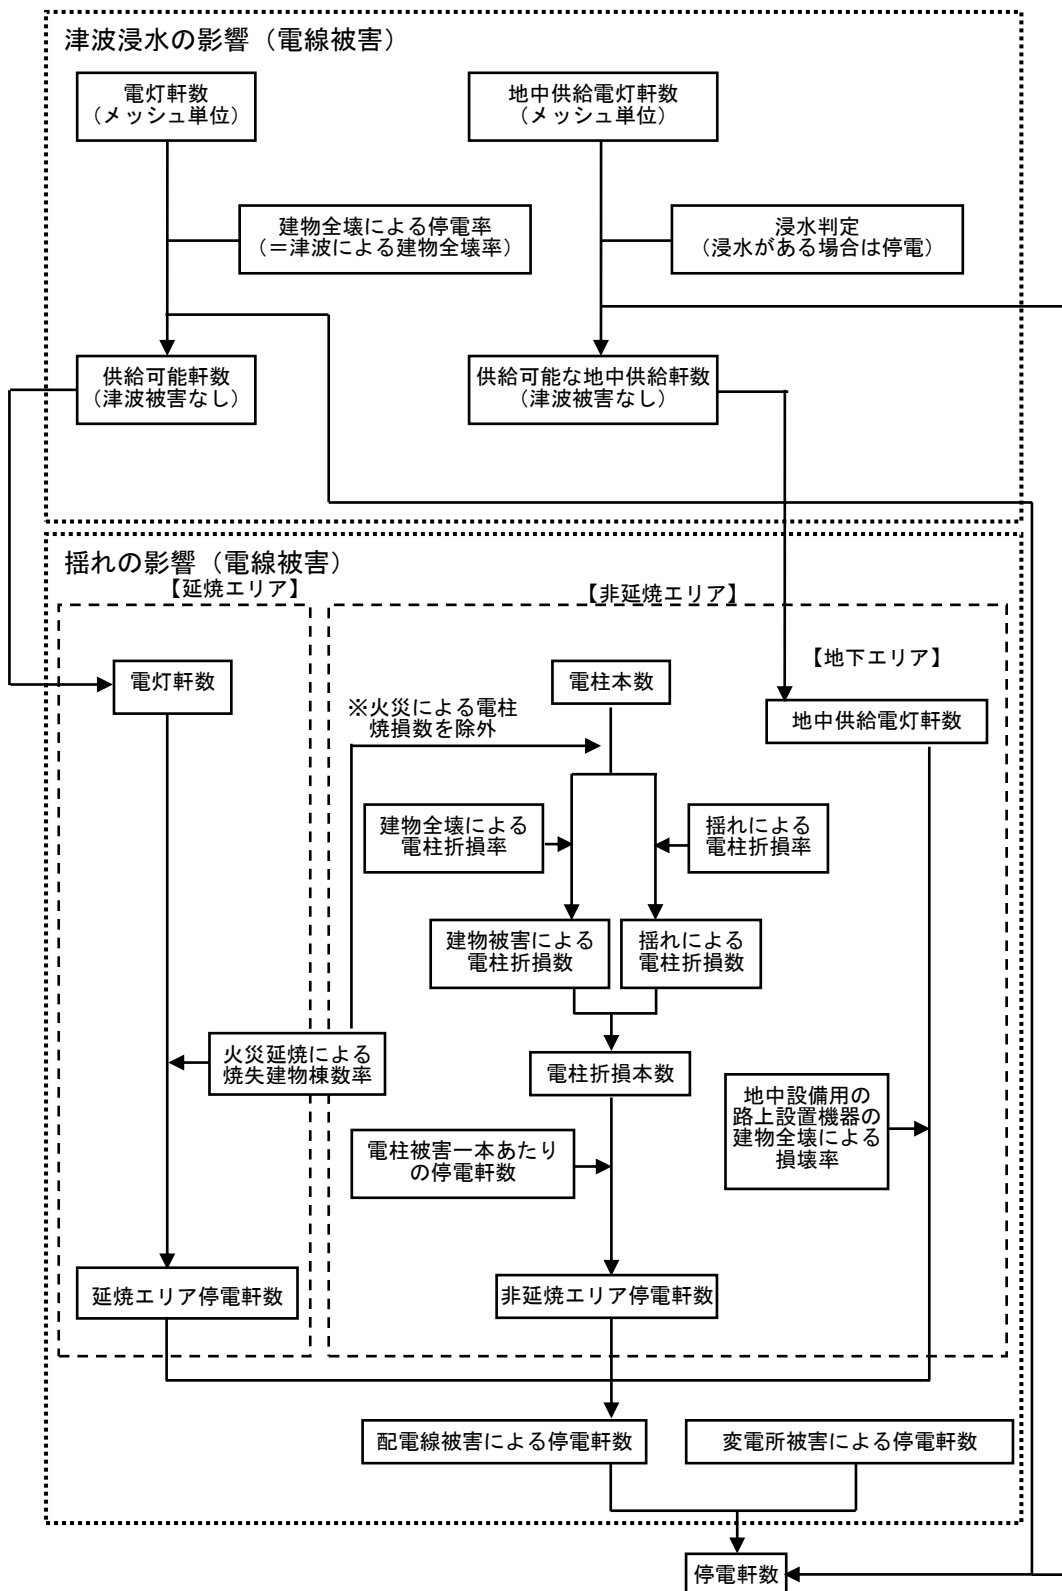 津波浸水の影響（電線被害）
電灯軒数
（メッシュ単位）
地中供給電灯軒数
（メッシュ単位）
建物全壊による停電率
（＝津波による建物全壊率）
浸水判定
（浸水がある場合は停電）
供給可能軒数
（津波被害なし）
供給可能な地中供給軒数
（津波被害なし）
揺れの影響（電線被害）
【延焼エリア】
【非延焼エリア】
【地下エリア】
電灯軒数
電柱本数
※火災による電柱
焼損数を除外
地中供給電灯軒数
建物全壊による
電柱折損率
揺れによる
電柱折損率
建物被害による
電柱折損数
揺れによる
電柱折損数
火災延焼による
焼失建物棟数率
電柱折損本数
地中設備用の
路上設置機器の
建物全壊による
損壊率
電柱被害一本あたり
の停電軒数
延焼エリア停電軒数
非延焼エリア停電軒数
配電線被害による停電軒数
変電所被害による停電軒数
停電軒数